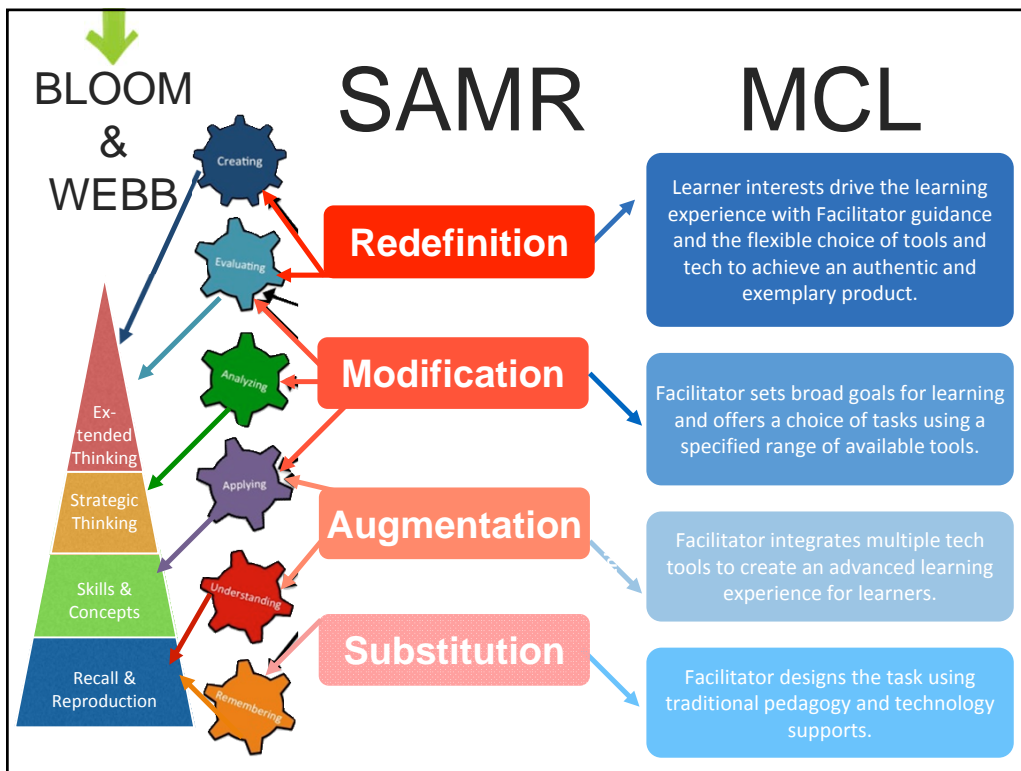 BLOOM
&
WEBB
SAMR
MCL
Creating
Evaluating
Analyzing
Applying
Understanding
Remembering
Ex-
tended
Thinking
Strategic
Thinking
Skills &
Concepts
Recall &
Reproduction
Redefinition
Modification
Augmentation
Substitution
Learner interests drive the learning
experience with Facilitator guidance
and the flexible choice of tools and
tech to achieve an authentic and
exemplary product.
Facilitator sets broad goals for learning
and offers a choice of tasks using a
specified range of available tools.
Facilitator integrates multiple tech
tools to create an advanced learning
experience for learners.
Facilitator designs the task using
traditional pedagogy and technology
supports.